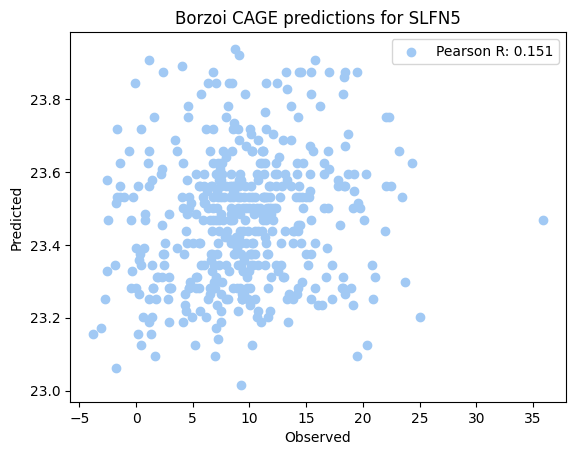 Borzoi CAGE predictions for SLFN5
Pearson R: 0.151
23.8
23.6
23.4
23.2
23.0
Predicted
−5 0 5 10 15 20 25 30 35
Observed